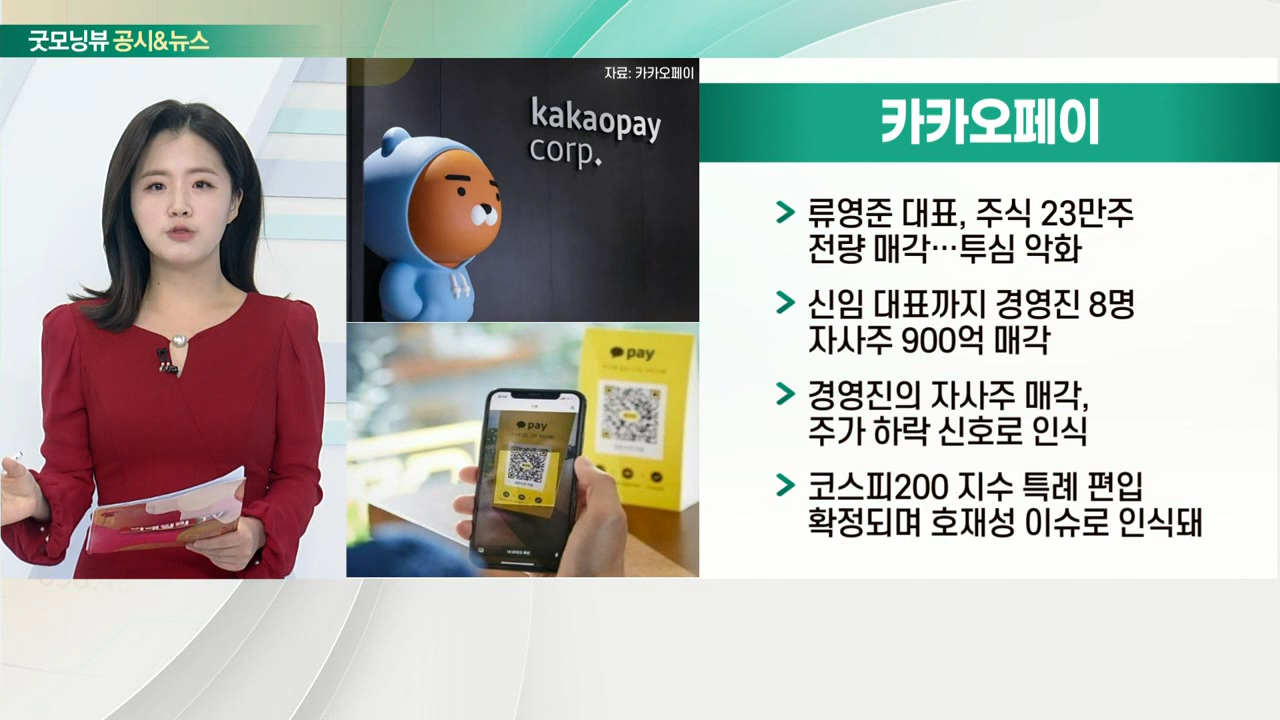 굿모닝뷰 공시&뉴스
자료: 카카오페이
kakaopay
corp.
카카오페이
류영준 대표, 주식 23만주
전량 매각…투심 악화
신임 대표까지 경영진 8명
자사주 900억 매각
경영진의 자사주 매각,
주가 하락 신호로 인식
코스피200 지수 특례 편입
확정되며 호재성 이슈로 인식돼
pay
pay